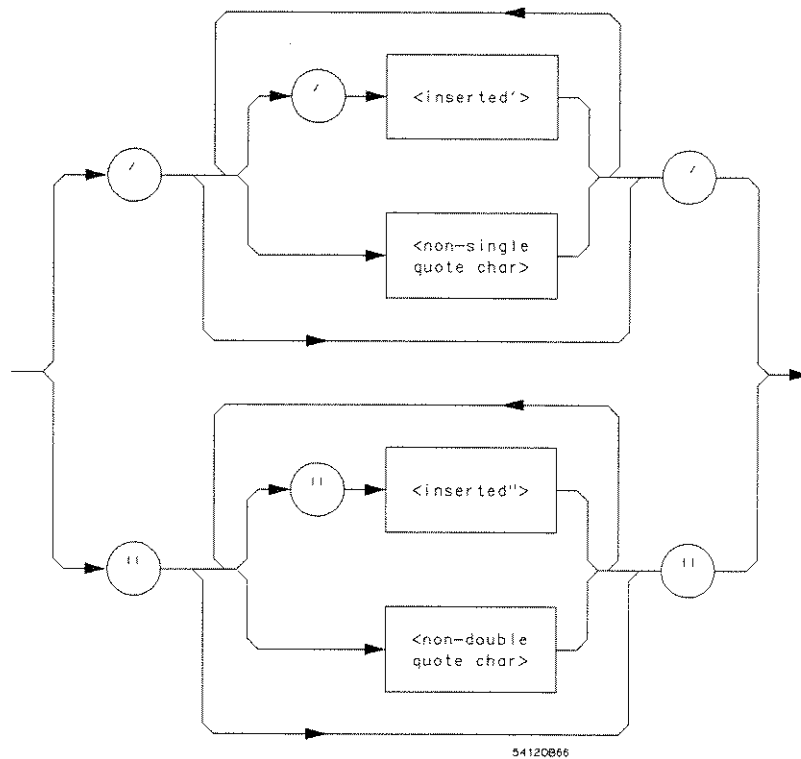 '
<inserted'>
'
'
<non-single
quote char>
"
<inserted">
"
"
<non-double
quote char>
54120B66